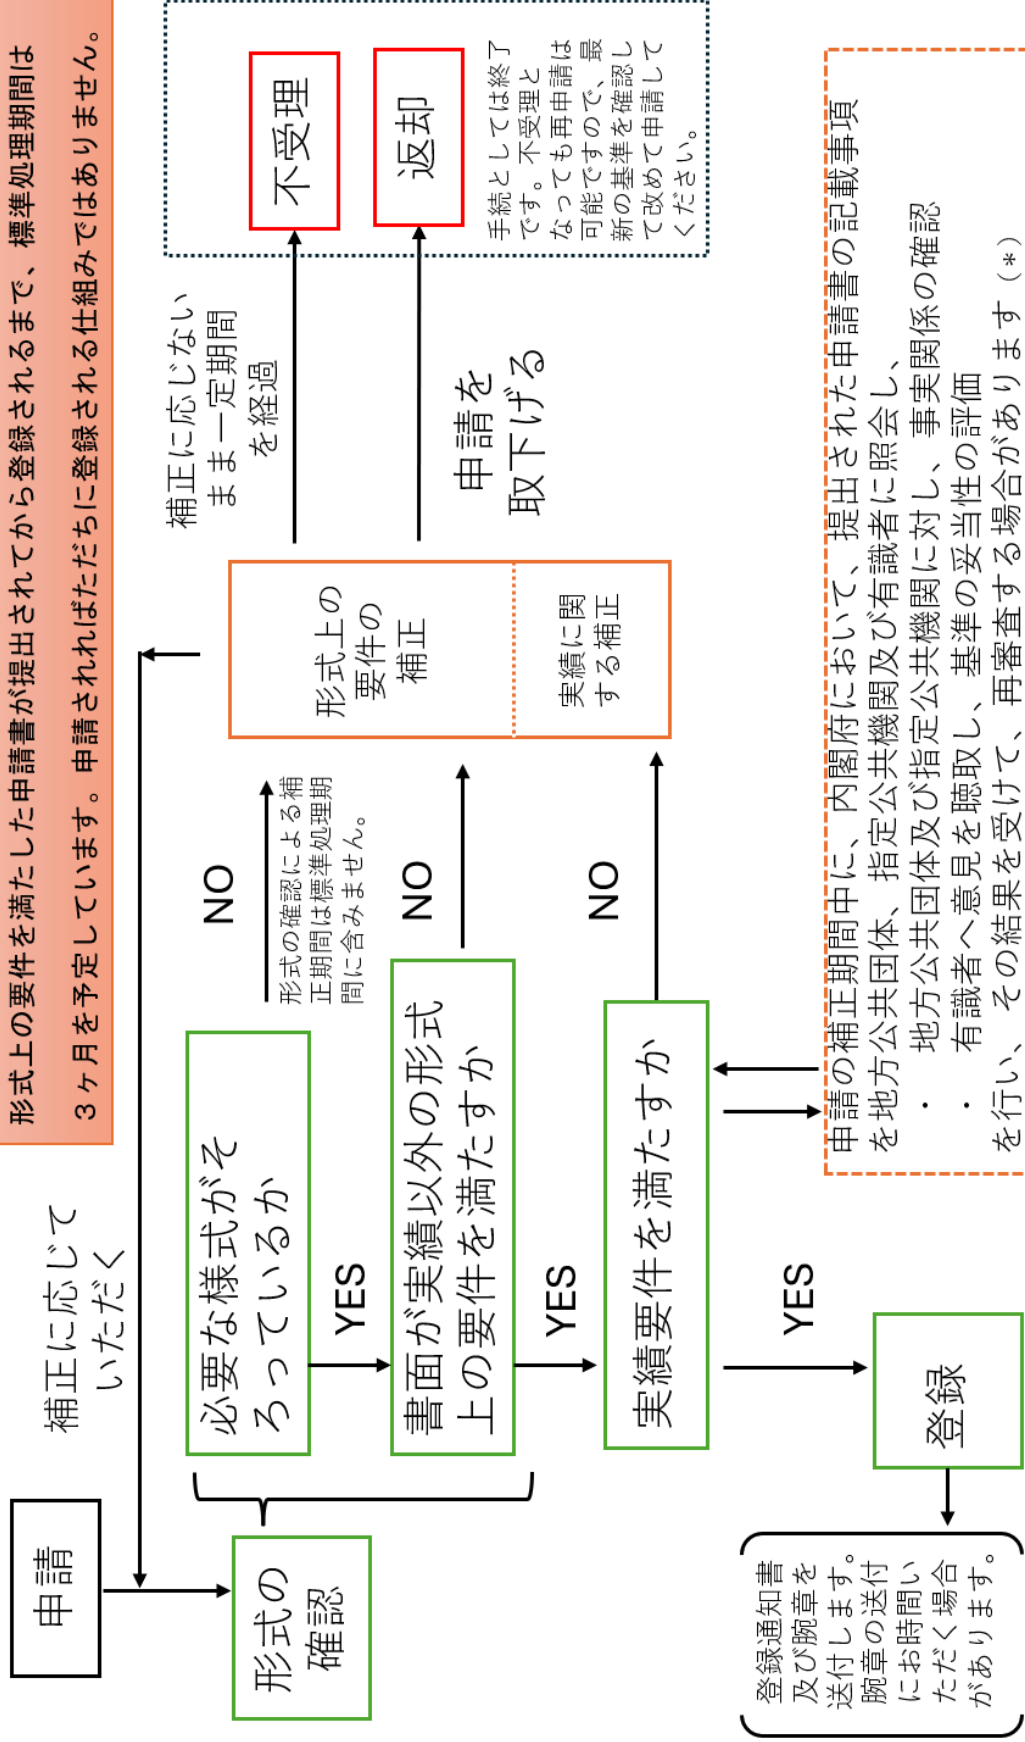 形式上の要件を満たした申請書が提出されてから登録されるまで、標準処理期間は
３ヶ月を予定しています。申請されればただちに登録される仕組みではありません。
申請
補正に応じて
いただく
形式の
確認
必要な様式がそ
ろっているか
YES
書面が実績以外の形式
上の要件を満たすか
YES
実績要件を満たすか
YES
登録
登録通知書
及び腕章を
送付します。
腕章の送付
にお時間い
ただく場合
があります。
NO
形式の確認による補
正期間は標準処理期
間に含みません。
NO
NO
形式上の
要件の
補正
実績に関
する補正
補正に応じない
まま一定期間
を経過
申請を
取下げる
不受理
返却
手続としては終了
です。不受理と
なっても再申請は
可能ですので、最
新の基準を確認し
て改めて申請して
ください。
申請の補正期間中に、内閣府において、提出された申請書の記載事項
を地方公共団体、指定公共機関及び有識者に照会し、
・ 地方公共団体及び指定公共機関に対し、事実関係の確認
・ 有識者へ意見を聴取し、基準の妥当性の評価
を行い、その結果を受けて、再審査する場合があります（＊）